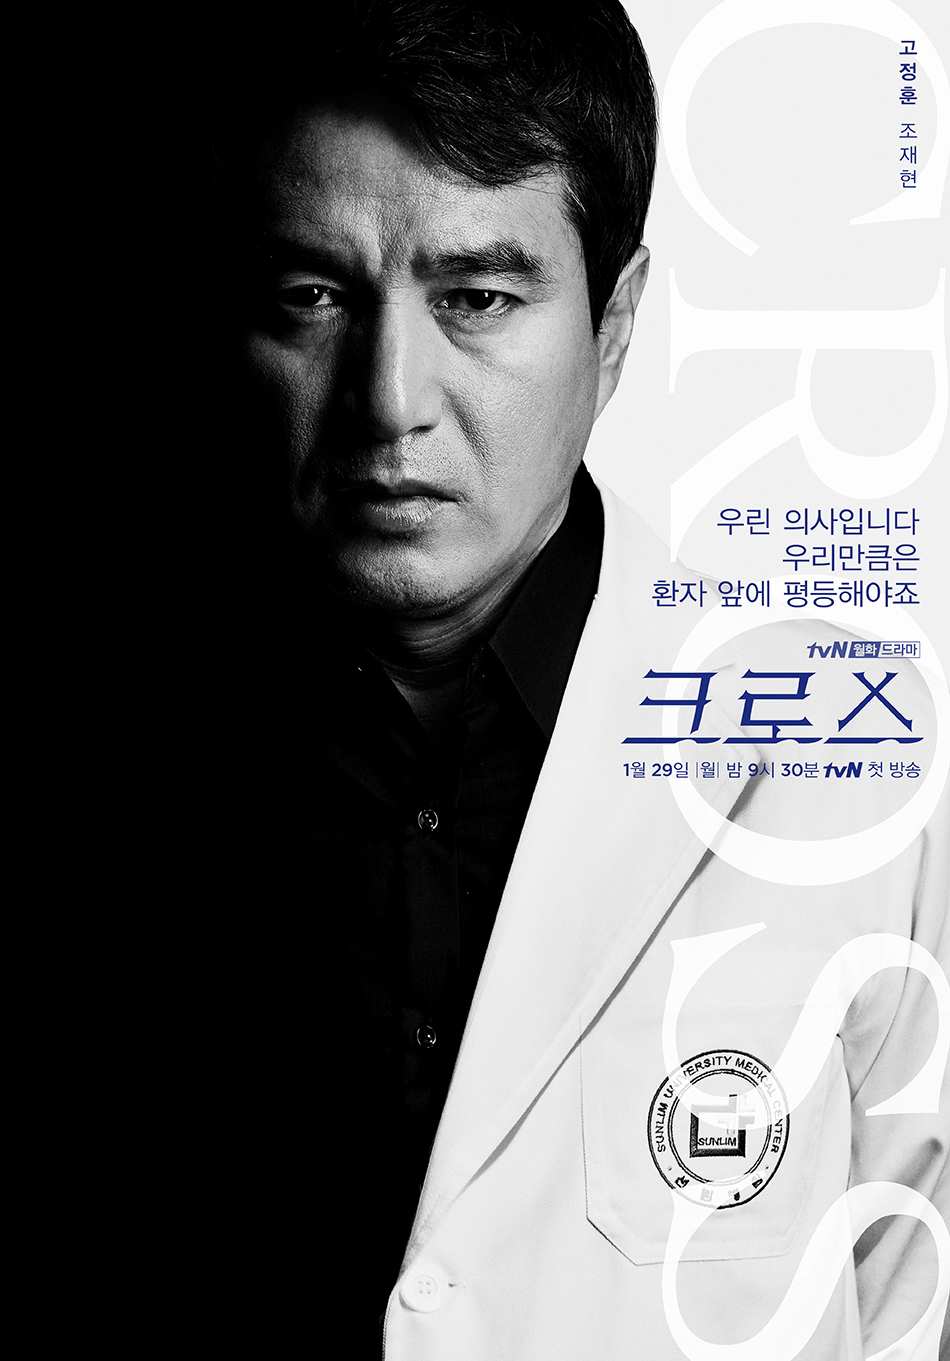 고정훈 조재현
CROSS
우린 의사입니다
우리만큼은
환자 앞에 평등해야죠
tvN 월화드라마
크로스
1월 29일 |월| 밤 9시 30분 tvN 첫 방송
SUNLIM UNIVERSITY MEDICAL CENTER
SUNLIM